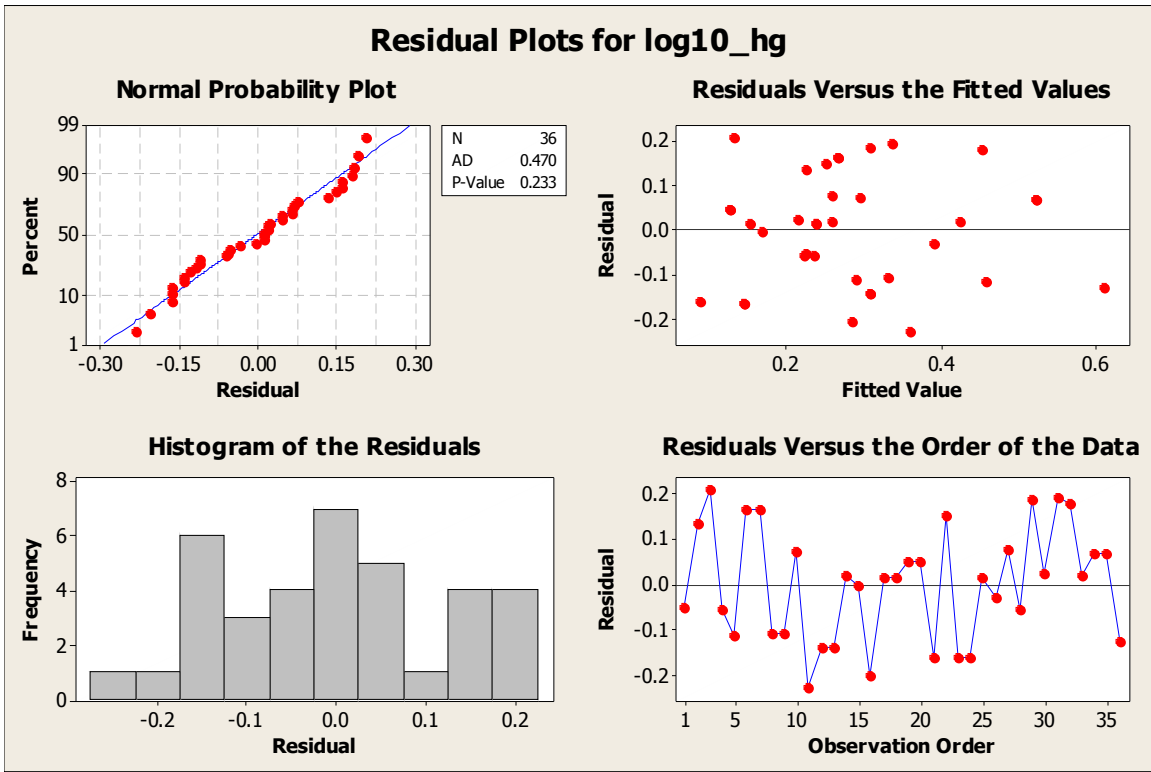 Residual Plots for log10_hg
Normal Probability Plot
99
90
50
10
1
Percent
-0.30
-0.15
0.00
0.15
0.30
Residual
N 36
AD 0.470
P-Value 0.233
Residuals Versus the Fitted Values
0.2
0.1
0.0
-0.1
-0.2
Residual
0.2
0.4
0.6
Fitted Value
Histogram of the Residuals
8
6
4
2
0
Frequency
-0.2
-0.1
0.0
0.1
0.2
Residual
Residuals Versus the Order of the Data
0.2
0.1
0.0
-0.1
-0.2
Residual
1
5
10
15
20
25
30
35
Observation Order